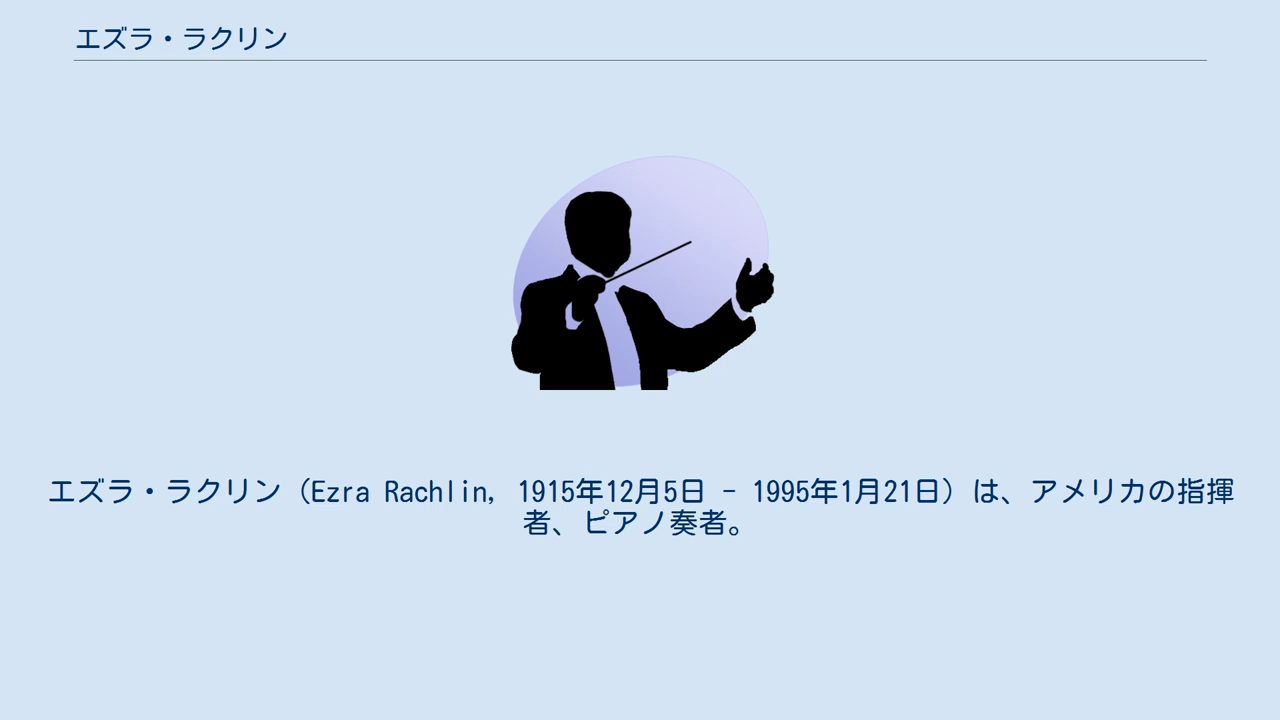 エズラ・ラクリン
エズラ・ラクリン（Ezra Rachlin, 1915年12月5日 - 1995年1月21日）は、アメリカの指揮
者、ピアノ奏者。